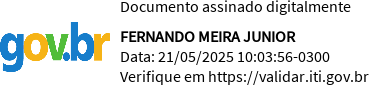 Documento assinado digitalmente
gov.br
FERNANDO MEIRA JUNIOR
Data: 21/05/2025 10:03:56-0300
Verifique em https://validar.iti.gov.br